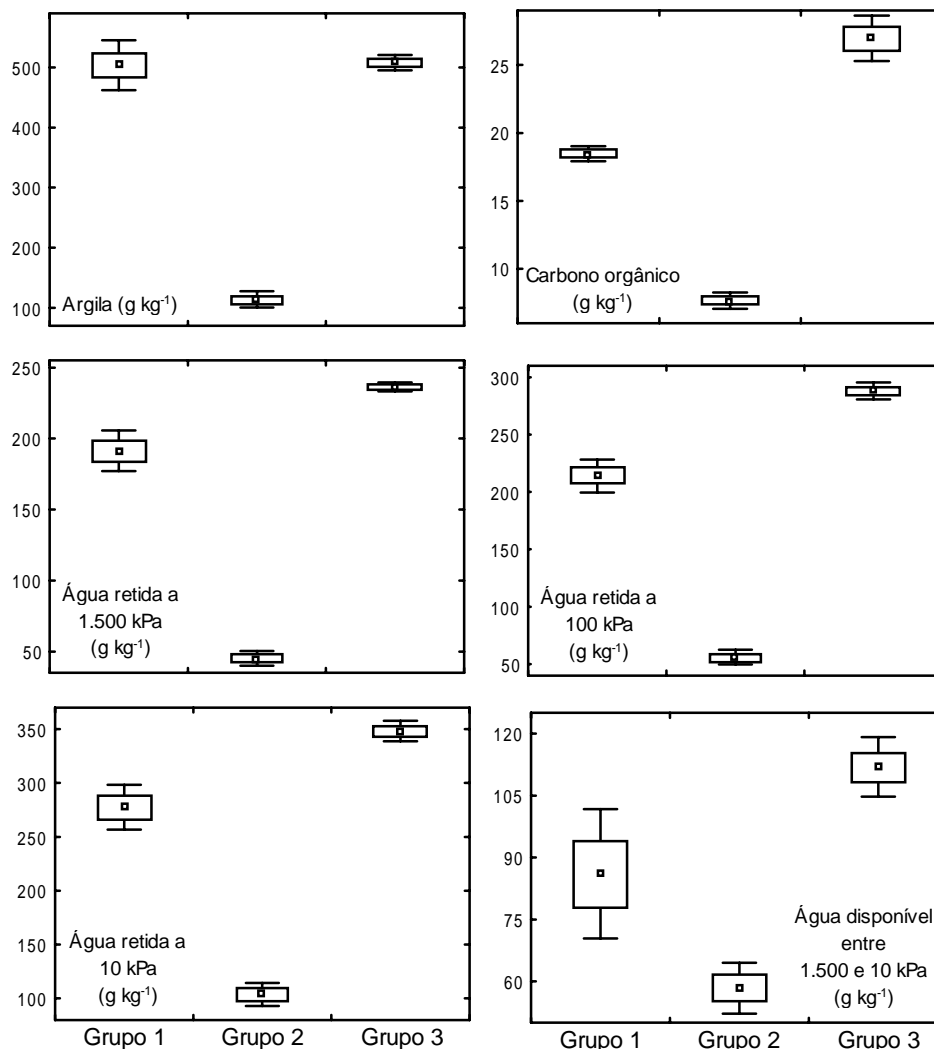 500
400
300
200
100
Argila (g kg-1)
25
20
15
10
Carbono orgânico
(g kg-1)
250
200
150
100
50
Água retida a
1.500 kPa
(g kg-1)
300
250
200
150
100
50
Água retida a
100 kPa
(g kg-1)
350
300
250
200
150
100
Água retida a
10 kPa
(g kg-1)
Grupo 1 Grupo 2 Grupo 3
120
105
90
75
60
Água disponível
entre
1.500 e 10 kPa
(g kg-1)
Grupo 1 Grupo 2 Grupo 3